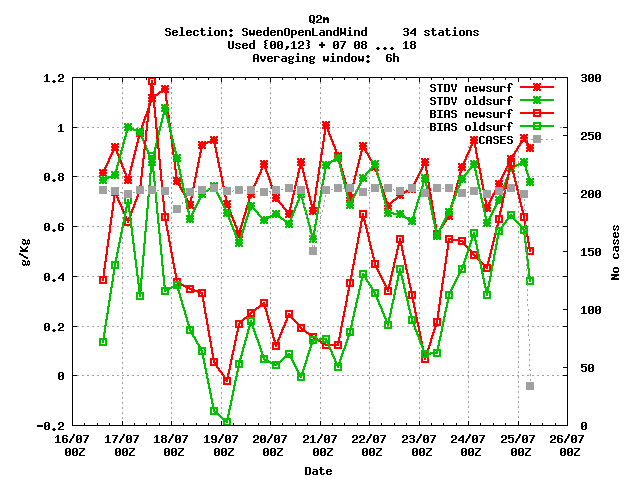 Q2m
Selection: SwedenOpenLandWind 34 stations
Used {00,12} + 07 08 ... 18
Averaging window: 6h
STDV newsurf
STDV oldsurf
BIAS newsurf
BIAS oldsurf
CASES
1.2
1
0.8
0.6
0.4
0.2
0
-0.2
g/Kg
300
250
200
150
100
50
0
No cases
16/07 17/07 18/07 19/07 20/07 21/07 22/07 23/07 24/07 25/07 26/07
00Z 00Z 00Z 00Z 00Z 00Z 00Z 00Z 00Z 00Z 00Z
Date